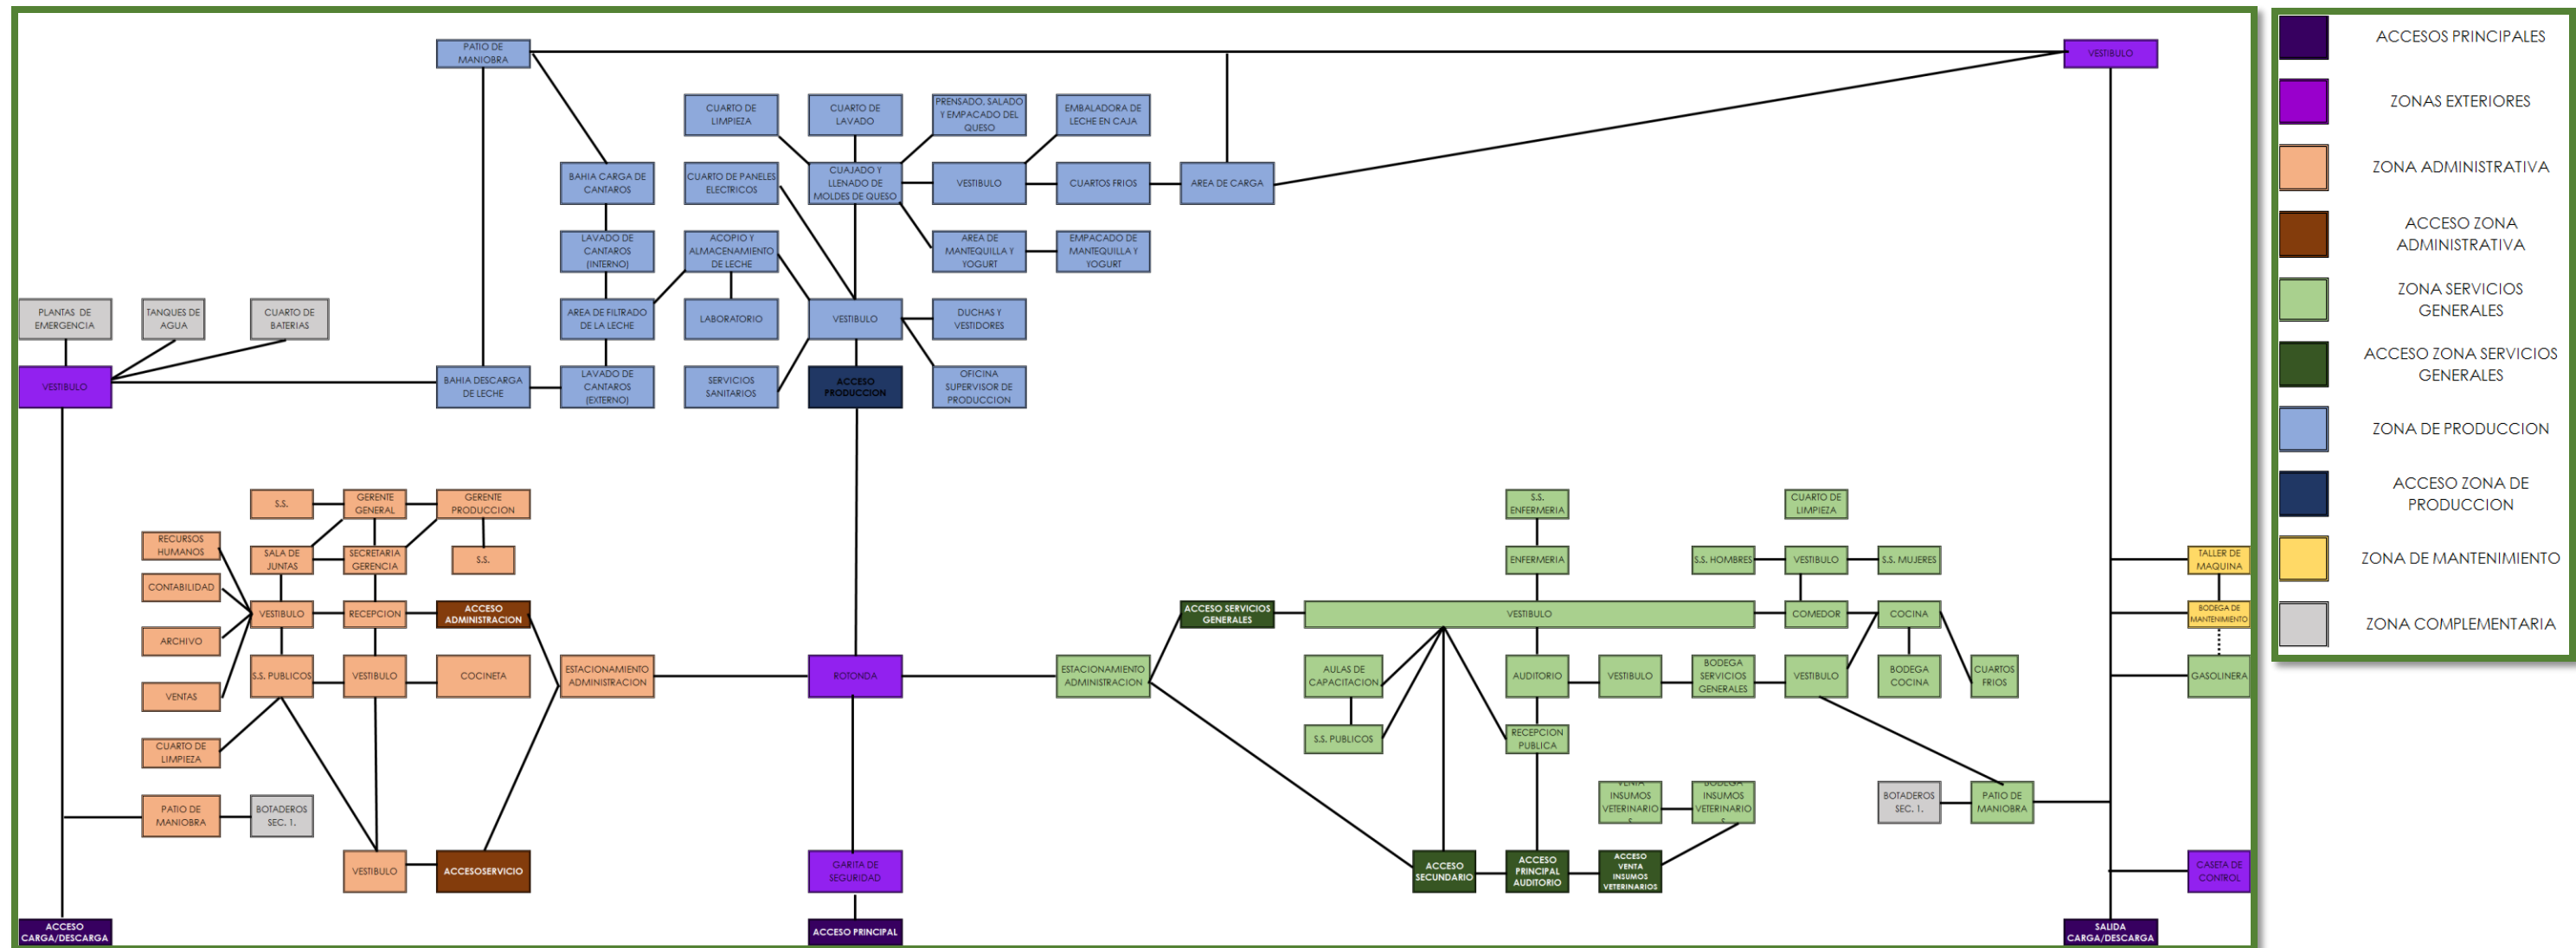 PATIO DE
MANIOBRA
VESTIBULO
CUARTO DE
LIMPIEZA
CUARTO DE
LAVADO
PRENSADO, SALADO
Y EMPACADO DEL
QUESO
EMBALADORA DE
LECHE EN CAJA
BAHIA CARGA DE
CANTAROS
CUARTO DE PANELES
ELECTRICOS
CUAJADO Y
LLENADO DE
MOLDES DE QUESO
VESTIBULO
CUARTOS FRIOS
AREA DE CARGA
LAVADO DE
CANTAROS
(INTERNO)
ACOPIO Y
ALMACENAMIENTO
DE LECHE
AREA DE
MANTEQUILLA Y
YOGURT
EMPACADO DE
MANTEQUILLA Y
YOGURT
PLANTAS DE
EMERGENCIA
TANQUES DE
AGUA
CUARTO DE
BATERIAS
AREA DE FILTRADO
DE LA LECHE
LABORATORIO
VESTIBULO
DUCHAS Y
VESTIDORES
VESTIBULO
BAHIA DESCARGA
DE LECHE
LAVADO DE
CANTAROS
(EXTERNO)
SERVICIOS
SANITARIOS
ACCESO
PRODUCCION
OFICINA
SUPERVISOR DE
PRODUCCION
S.S.
GERENTE
GENERAL
GERENTE
PRODUCCION
RECURSOS
HUMANOS
SALA DE
JUNTAS
SECRETARIA
GERENCIA
S.S.
CONTABILIDAD
VESTIBULO
RECEPCION
ACCESO
ADMINISTRACION
ARCHIVO
VENTAS
S.S. PUBLICOS
VESTIBULO
COCINETA
ESTACIONAMIENTO
ADMINISTRACION
ROTONDA
CUARTO DE
LIMPIEZA
PATIO DE
MANIOBRA
BOTADEROS
SEC. 1.
VESTIBULO
ACCESOSERVICIO
GARITA DE
SEGURIDAD
ACCESO
CARGA/DESCARGA
ACCESO PRINCIPAL
S.S.
ENFERMERIA
CUARTO DE
LIMPIEZA
ENFERMERIA
S.S. HOMBRES
VESTIBULO
S.S. MUJERES
ACCESO SERVICIOS
GENERALES
VESTIBULO
COMEDOR
COCINA
ESTACIONAMIENTO
ADMINISTRACION
AULAS DE
CAPACITACION
AUDITORIO
VESTIBULO
BODEGA
SERVICIOS
GENERALES
VESTIBULO
BODEGA
COCINA
CUARTOS
FRIOS
S.S. PUBLICOS
RECEPCION
PUBLICA
VENTA
INSUMOS
VETERINARIO
S
BODEGA
INSUMOS
VETERINARIO
S
BOTADEROS
SEC. 1.
PATIO DE
MANIOBRA
ACCESO
SECUNDARIO
ACCESO
PRINCIPAL
AUDITORIO
ACCESO
VENTA
INSUMOS
VETERINARIOS
TALLER DE
MAQUINA
BODEGA DE
MANTENIMIENTO
GASOLINERA
CASETA DE
CONTROL
SALIDA
CARGA/DESCARGA
ACCESOS PRINCIPALES
ZONAS EXTERIORES
ZONA ADMINISTRATIVA
ACCESO ZONA
ADMINISTRATIVA
ZONA SERVICIOS
GENERALES
ACCESO ZONA SERVICIOS
GENERALES
ZONA DE PRODUCCION
ACCESO ZONA DE
PRODUCCION
ZONA DE MANTENIMIENTO
ZONA COMPLEMENTARIA